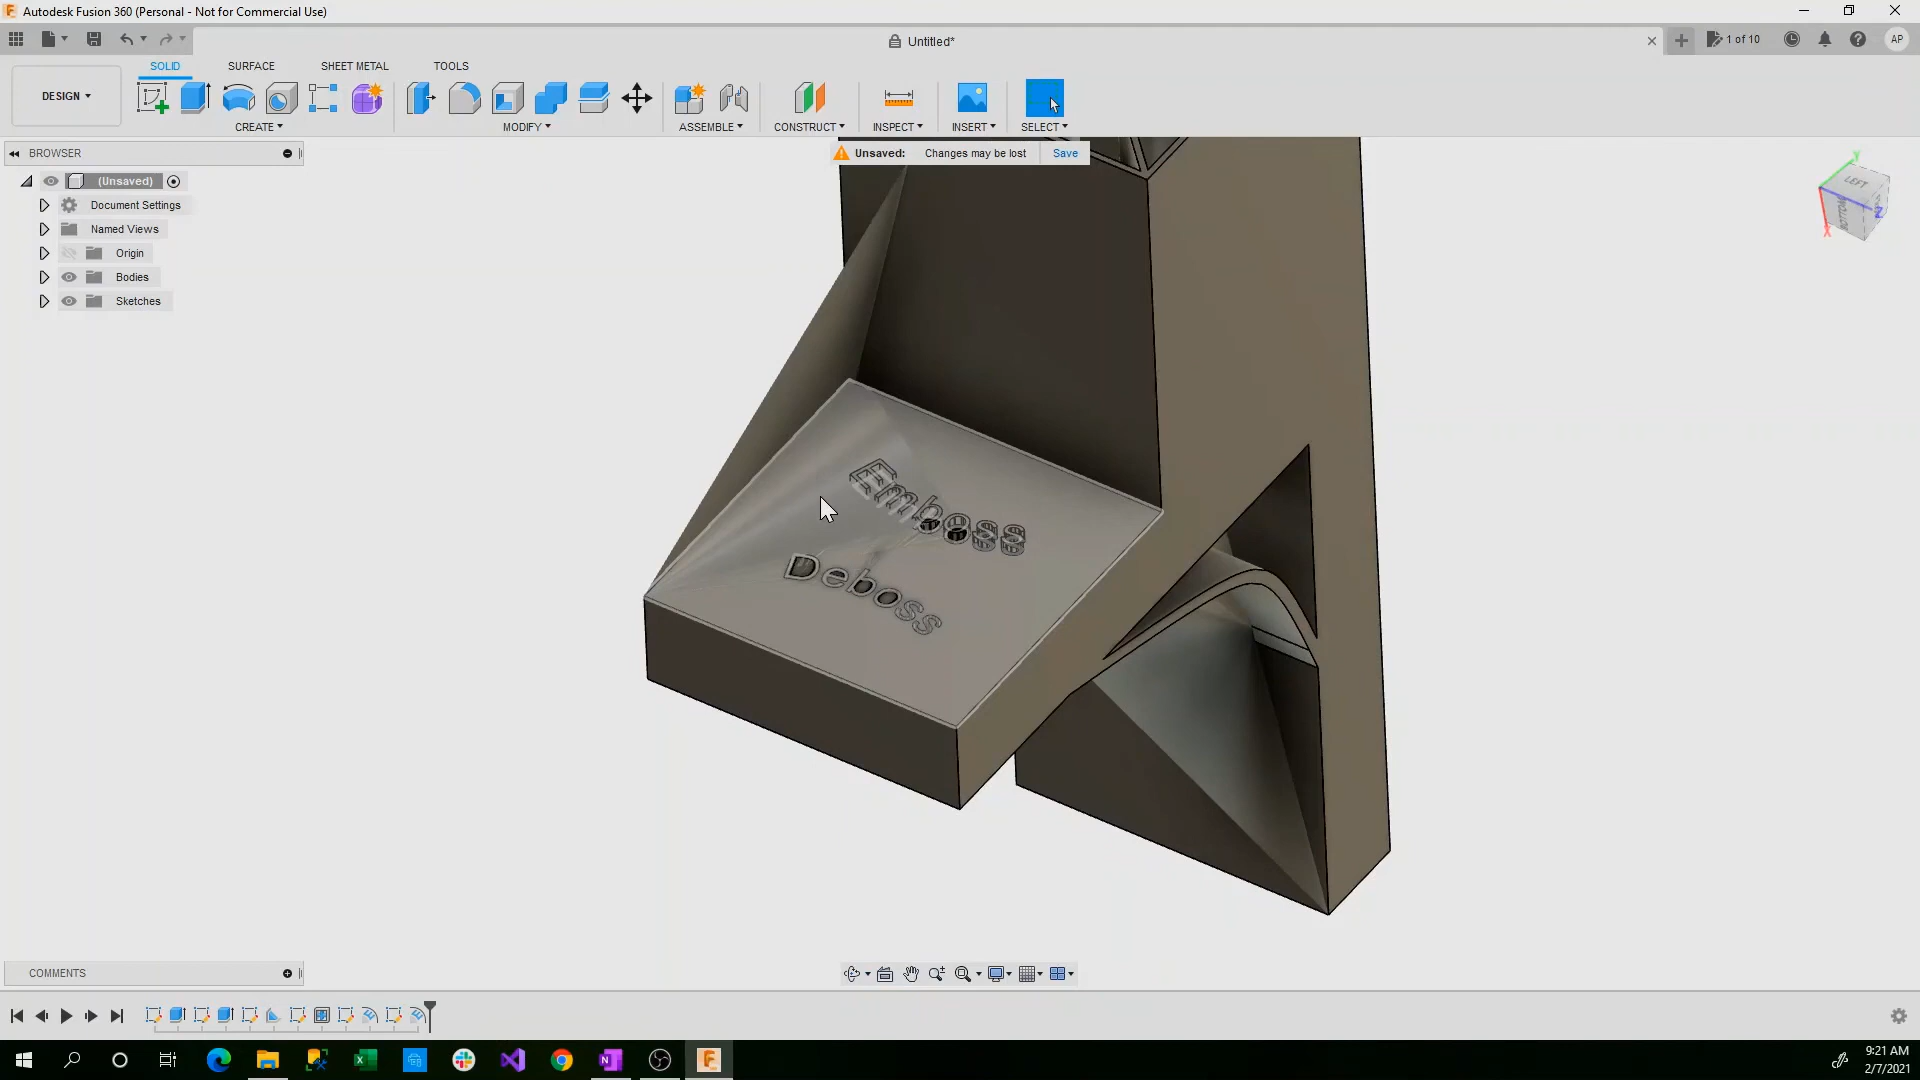 Autodesk Fusion 360 (Personal - Not for Commercial Use)
Untitled*
1 of 10
AP
DESIGN
SOLID
SURFACE
SHEET METAL
TOOLS
CREATE
MODIFY
ASSEMBLE
CONSTRUCT
INSPECT
INSERT
SELECT
BROWSER
Unsaved:
Changes may be lost
Save
(Unsaved)
Document Settings
Named Views
Origin
Bodies
Sketches
Y
LEFT
Z
X
Emboss
Deboss
COMMENTS
9:21 AM
2/7/2021